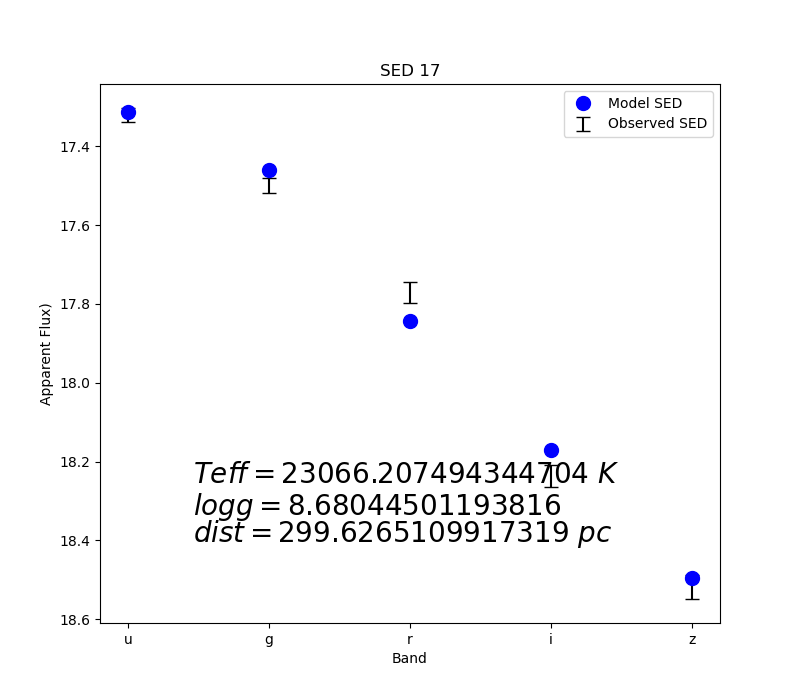 SED 17
Model SED
Observed SED
17.4
17.6
17.8
18.0
18.2
18.4
18.6
Apparent Flux)
Teff = 23066.207494344704 K
logg = 8.68044501193816
dist = 299.6265109917319 pc
u g r i z
Band